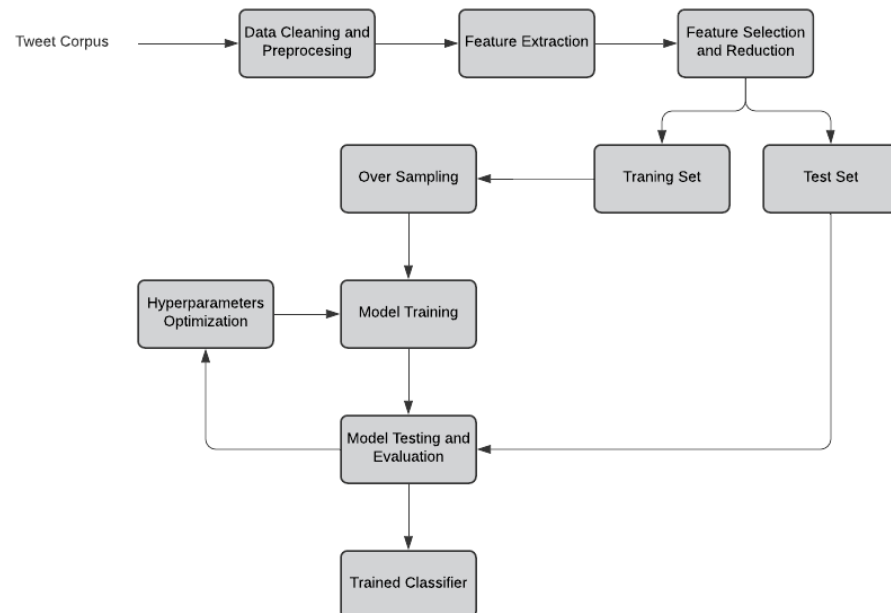 Tweet Corpus
Data Cleaning and
Preprocesing
Feature Extraction
Feature Selection
and Reduction
Over Sampling
Traning Set
Test Set
Hyperparameters
Optimization
Model Training
Model Testing and
Evaluation
Trained Classifier